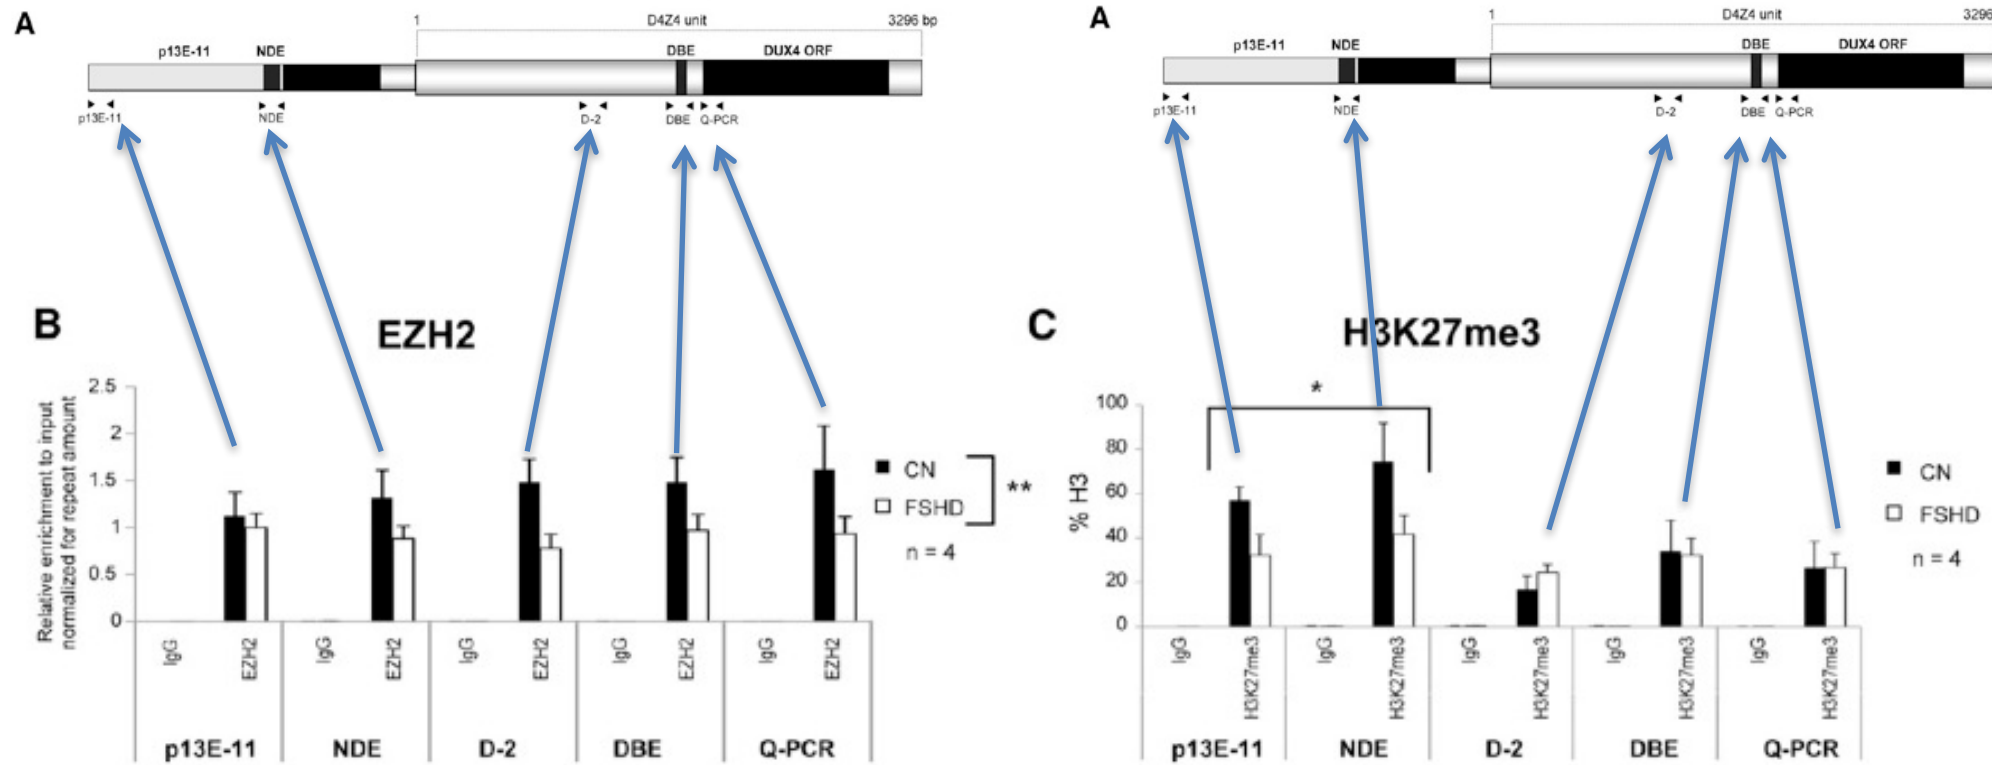 A
1 D4Z4 unit 3296 bp
p13E-11 NDE DBE DUX4 ORF
p13E-11 NDE D-2 DBE Q-PCR
A
1 D4Z4 unit 3296
p13E-11 NDE DBE DUX4 ORF
p13E-11 NDE D-2 DBE Q-PCR
B
EZH2
Relative enrichment to input
normalized for repeat amount
2.5
2
1.5
1
0.5
0
CN
FSHD
**
n = 4
IgG EZH2 IgG EZH2 IgG EZH2 IgG EZH2 IgG EZH2
p13E-11 NDE D-2 DBE Q-PCR
C
H3K27me3
*
% H3
100
80
60
40
20
0
CN
FSHD
n = 4
IgG H3K27me3 IgG H3K27me3 IgG H3K27me3 IgG H3K27me3 IgG H3K27me3
p13E-11 NDE D-2 DBE Q-PCR